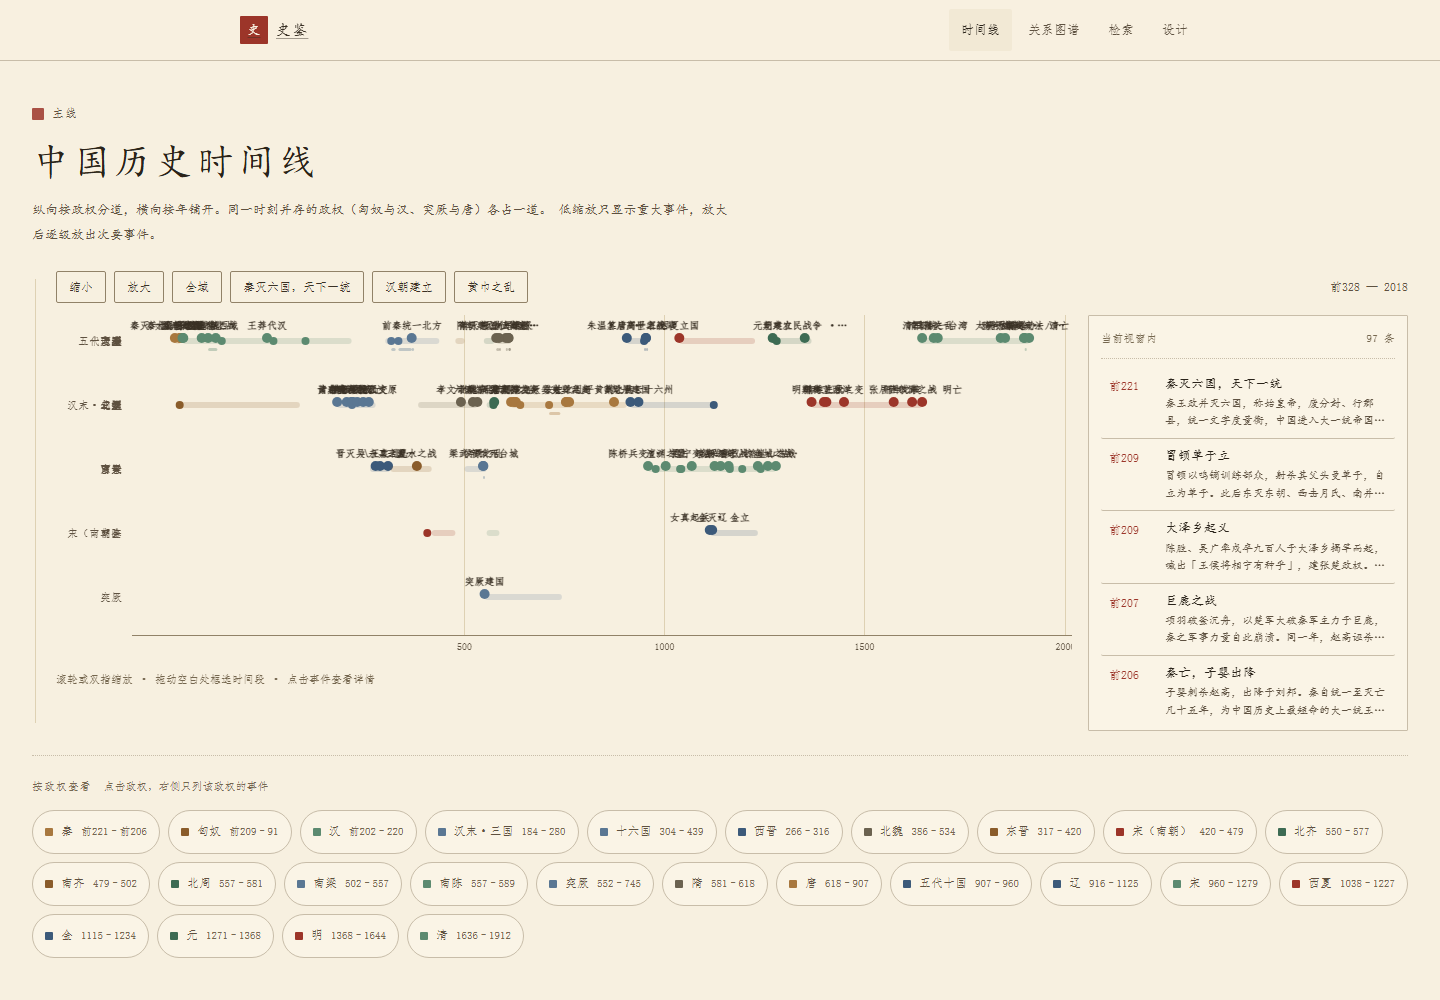 史 史鉴
时间线 关系图谱 检索 设计
主线
中国历史时间线
纵向按政权分道，横向按年铺开。同一时刻并存的政权（匈奴与汉、突厥与唐）各占一道。 低缩放只显示重大事件，放大
后逐级放出次要事件。
缩小 放大 全域 秦灭六国，天下一统 汉朝建立 黄巾之乱
前328 — 2018
王莽代汉 前秦统一北方
汉末·
宋（南朝）
女真起兵 金灭辽 金立
突厥建国
突厥
500 1000 1500 2000
滚轮或双指缩放 · 拖动空白处框选时间段 · 点击事件查看详情
当前视窗内 97 条
前221 秦灭六国，天下一统
秦王政并灭六国，称始皇帝，废分封、行郡
县，统一文字度量衡，中国进入大一统帝国…
前209 冒顿单于立
冒顿以鸣镝训练部众，射杀其父头曼单于，自
立为单于。此后东灭东胡、西击月氏、南并…
前209 大泽乡起义
陈胜、吴广率戍卒九百人于大泽乡揭竿而起，
喊出「王侯将相宁有种乎」，建张楚政权。…
前207 巨鹿之战
项羽破釜沉舟，以楚军大破秦军主力于巨鹿，
秦之军事力量自此崩溃。同一年，赵高诬杀…
前206 秦亡，子婴出降
子婴刺杀赵高，出降于刘邦。秦自统一至灭亡
凡十五年，为中国历史上最短命的大一统王…
按政权查看 点击政权，右侧只列该政权的事件
秦 前221–前206 匈奴 前209–91 汉 前202–220 汉末·三国 184–280 十六国 304–439 西晋 266–316 北魏 386–534 东晋 317–420 宋（南朝） 420–479 北齐 550–577
南齐 479–502 北周 557–581 南梁 502–557 南陈 557–589 突厥 552–745 隋 581–618 唐 618–907 五代十国 907–960 辽 916–1125 宋 960–1279 西夏 1038–1227
金 1115–1234 元 1271–1368 明 1368–1644 清 1636–1912